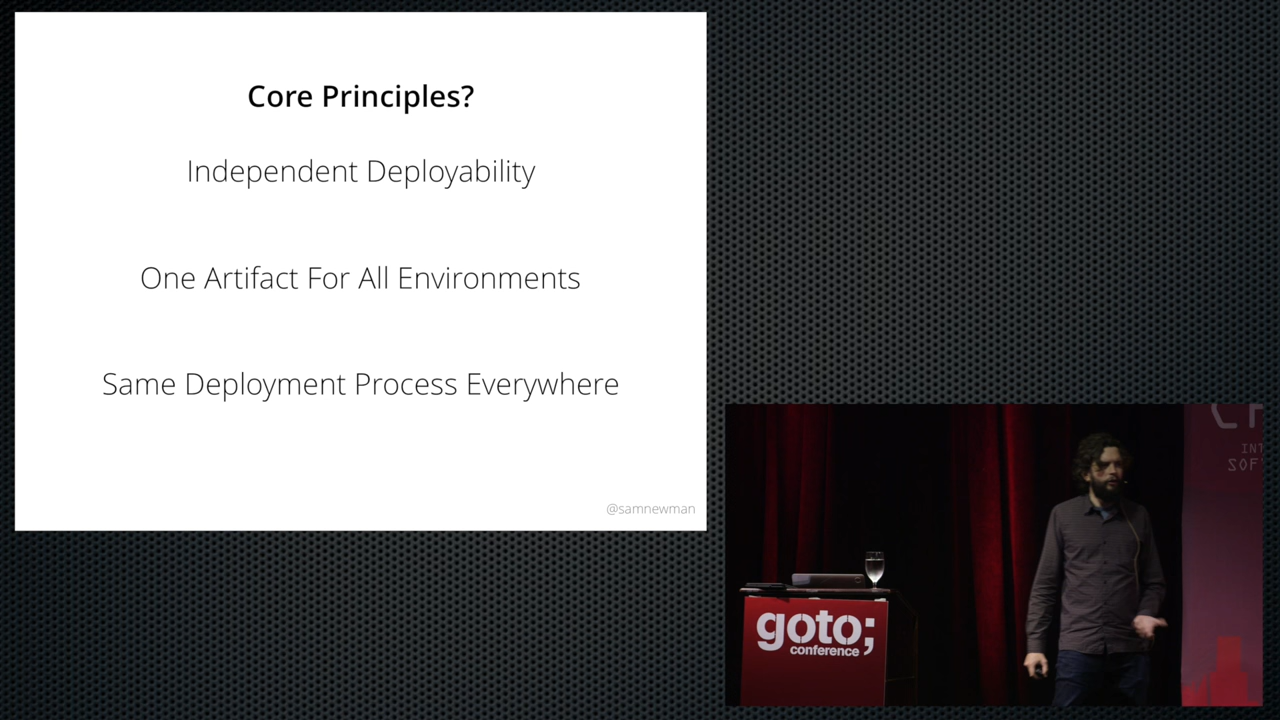 Core Principles?
Independent Deployability
One Artifact For All Environments
Same Deployment Process Everywhere
@samnewman
goto;
conference